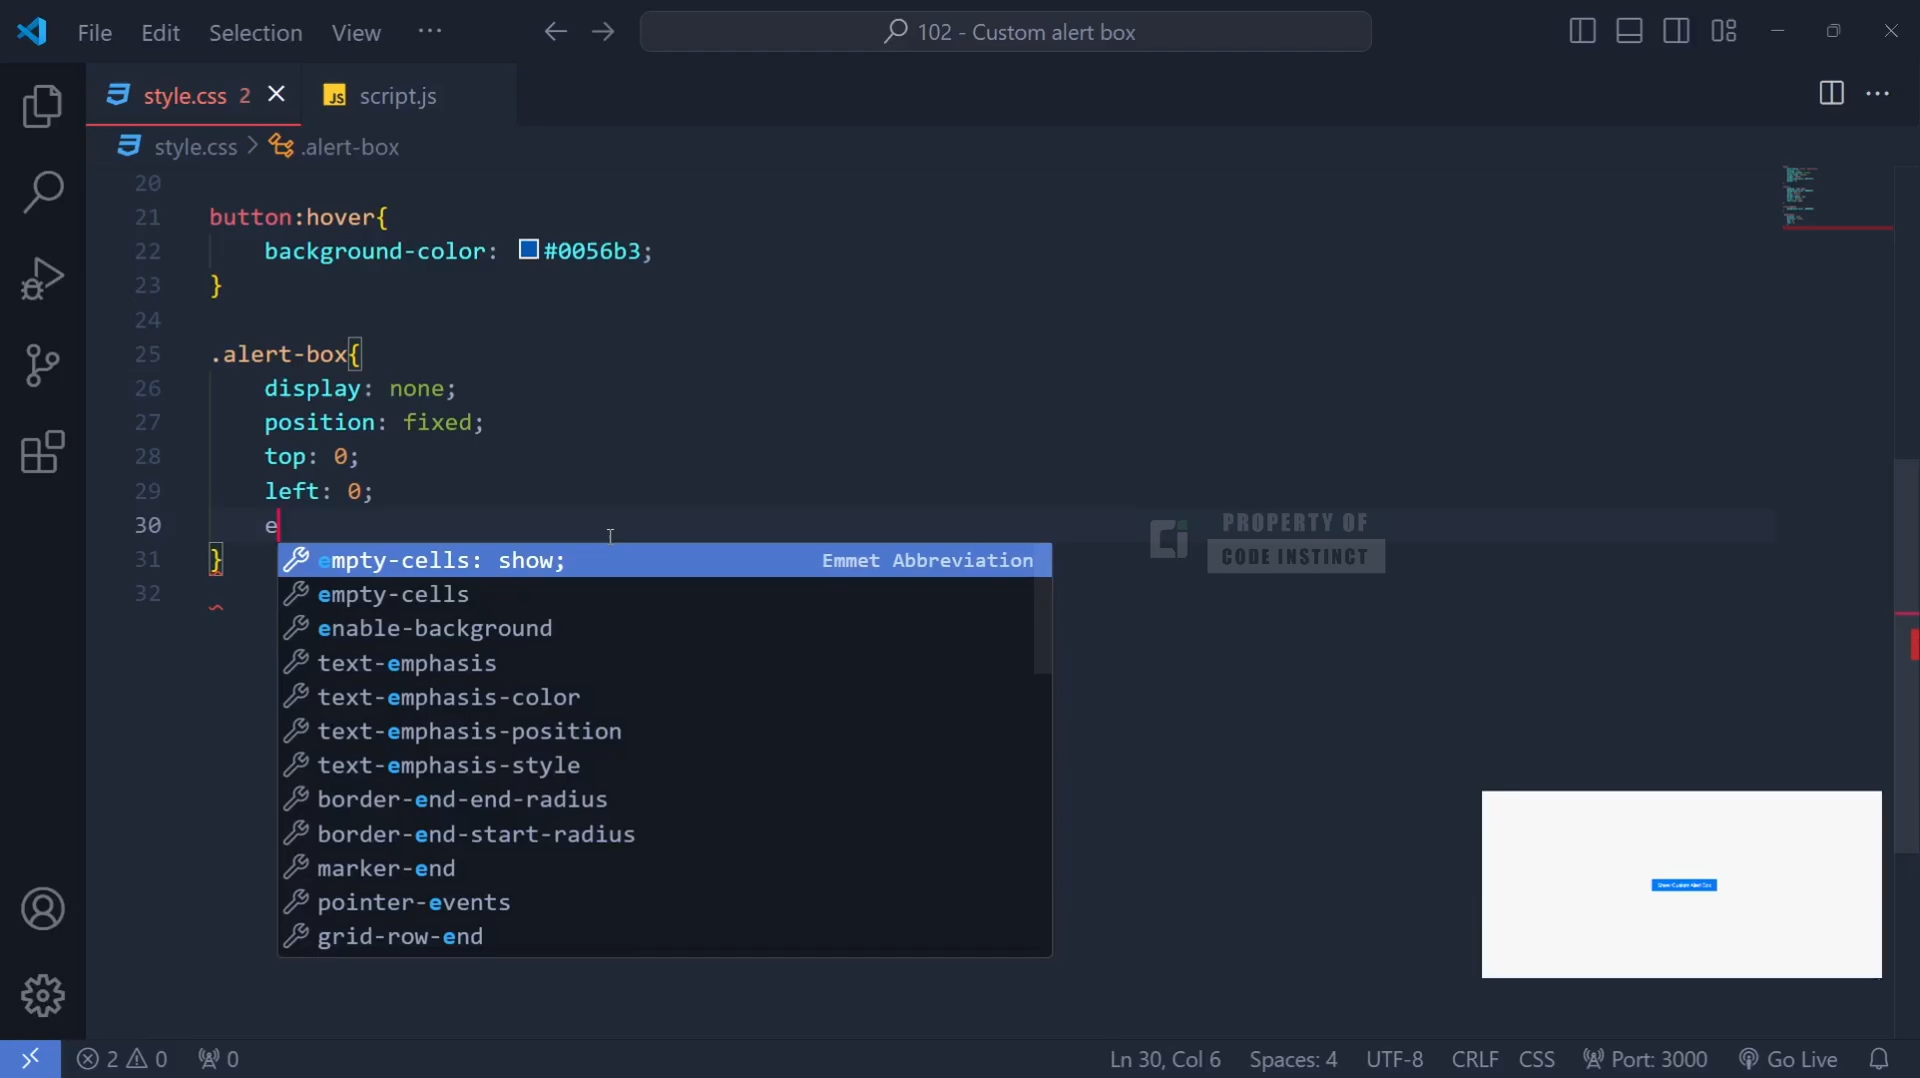 File Edit Selection View ··· 102 - Custom alert box
style.css 2 JS script.js
style.css > .alert-box
20
21 button:hover{
22 background-color: #0056b3;
23 }
24
25 .alert-box{
26 display: none;
27 position: fixed;
28 top: 0;
29 left: 0;
30 e
31 }
32
empty-cells: show; Emmet Abbreviation
empty-cells
enable-background
text-emphasis
text-emphasis-color
text-emphasis-position
text-emphasis-style
border-end-end-radius
border-end-start-radius
marker-end
pointer-events
grid-row-end
PROPERTY OF
CODE INSTINCT
Show Custom Alert Box
2 0 0 Ln 30, Col 6 Spaces: 4 UTF-8 CRLF CSS Port: 3000 Go Live